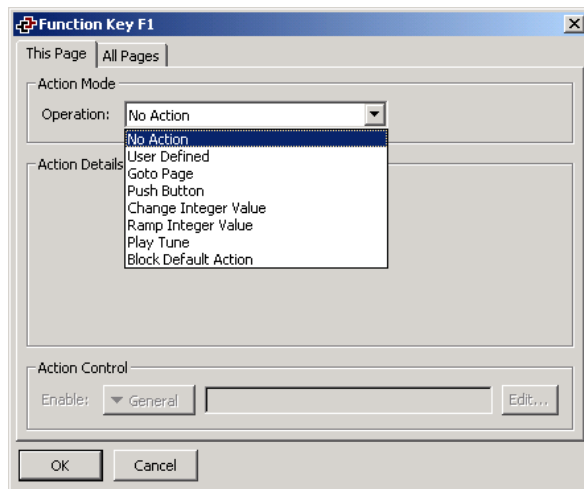 Function Key F1
This Page All Pages
Action Mode
Operation: No Action
No Action
User Defined
Action Details
Goto Page
Push Button
Change Integer Value
Ramp Integer Value
Play Tune
Block Default Action
Action Control
Enable: General Edit...
OK Cancel